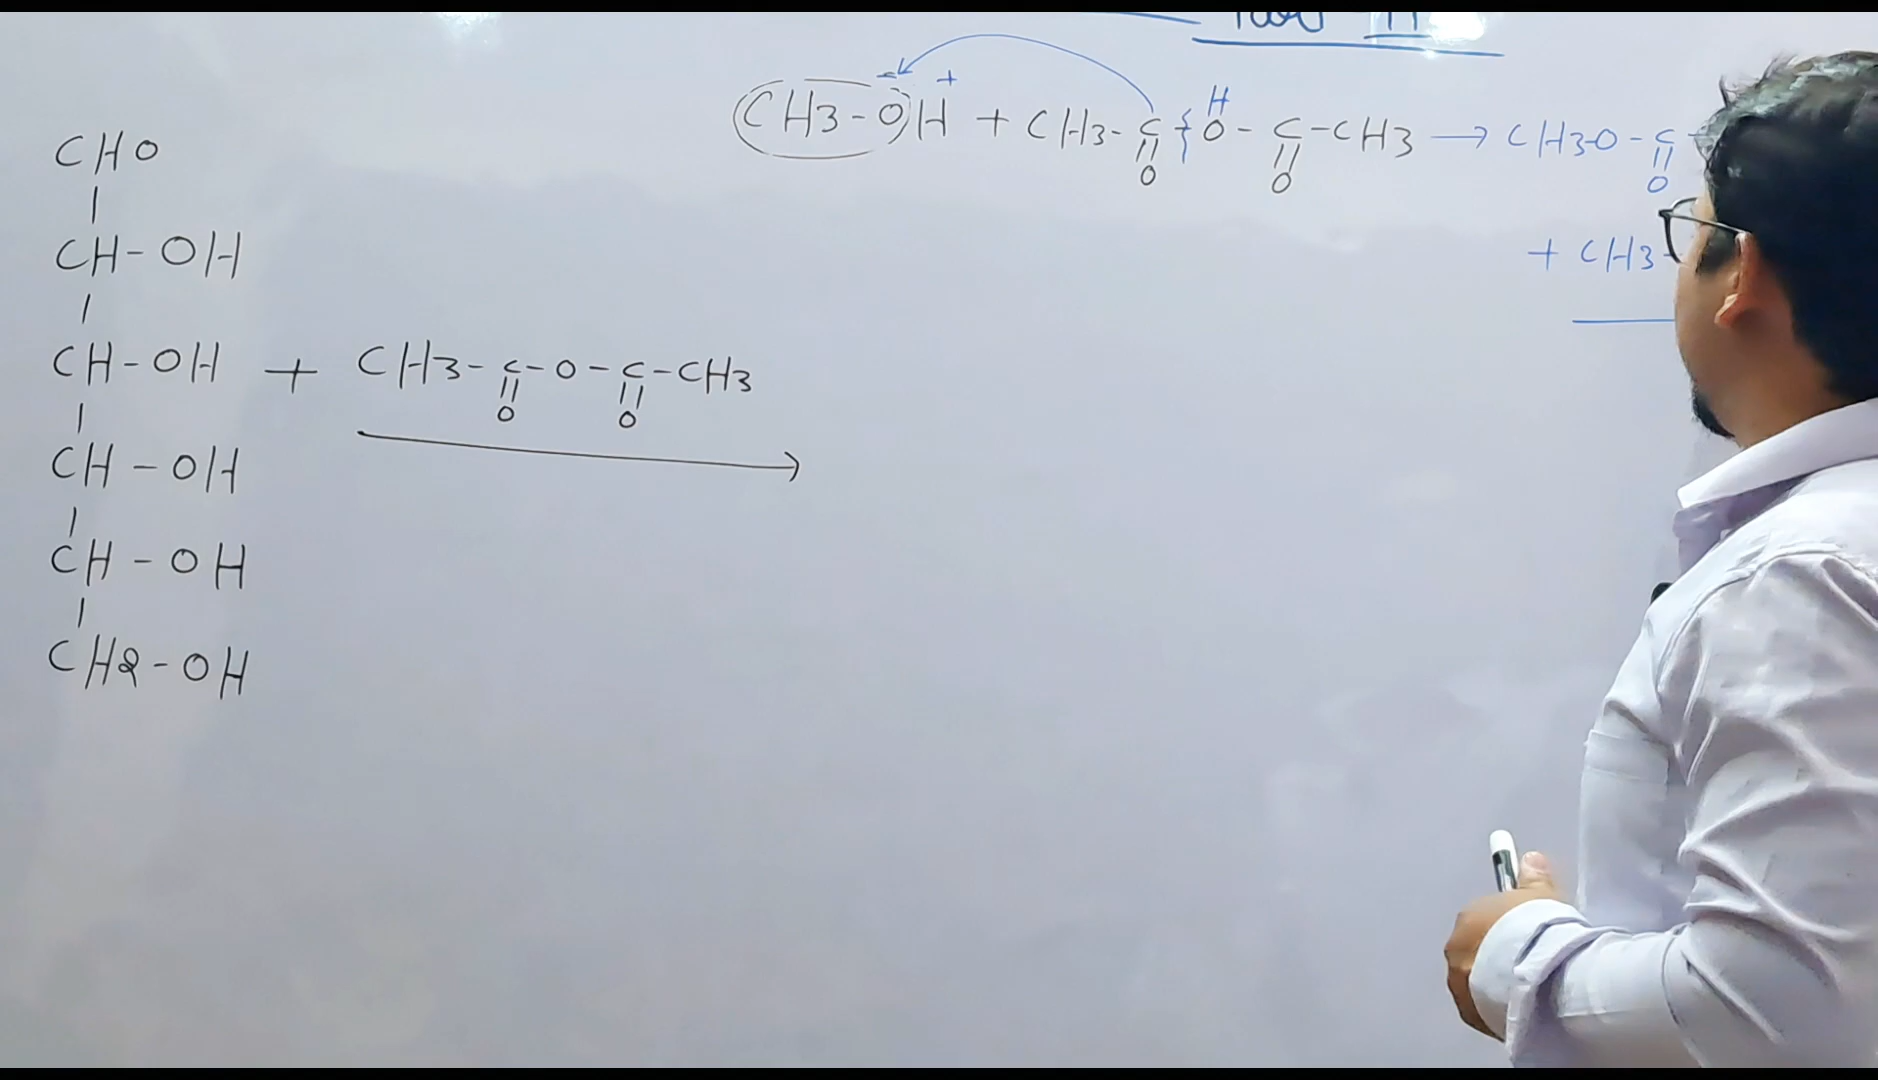 CH3-OH + CH3-C-O-C-CH3 → CH3-O-C
- + H
|| O || O || O
+ CH3
CHO
|
CH-OH
|
CH-OH + CH3-C-O-C-CH3
|| O || O
|
CH-OH
|
CH-OH
|
CH2-OH